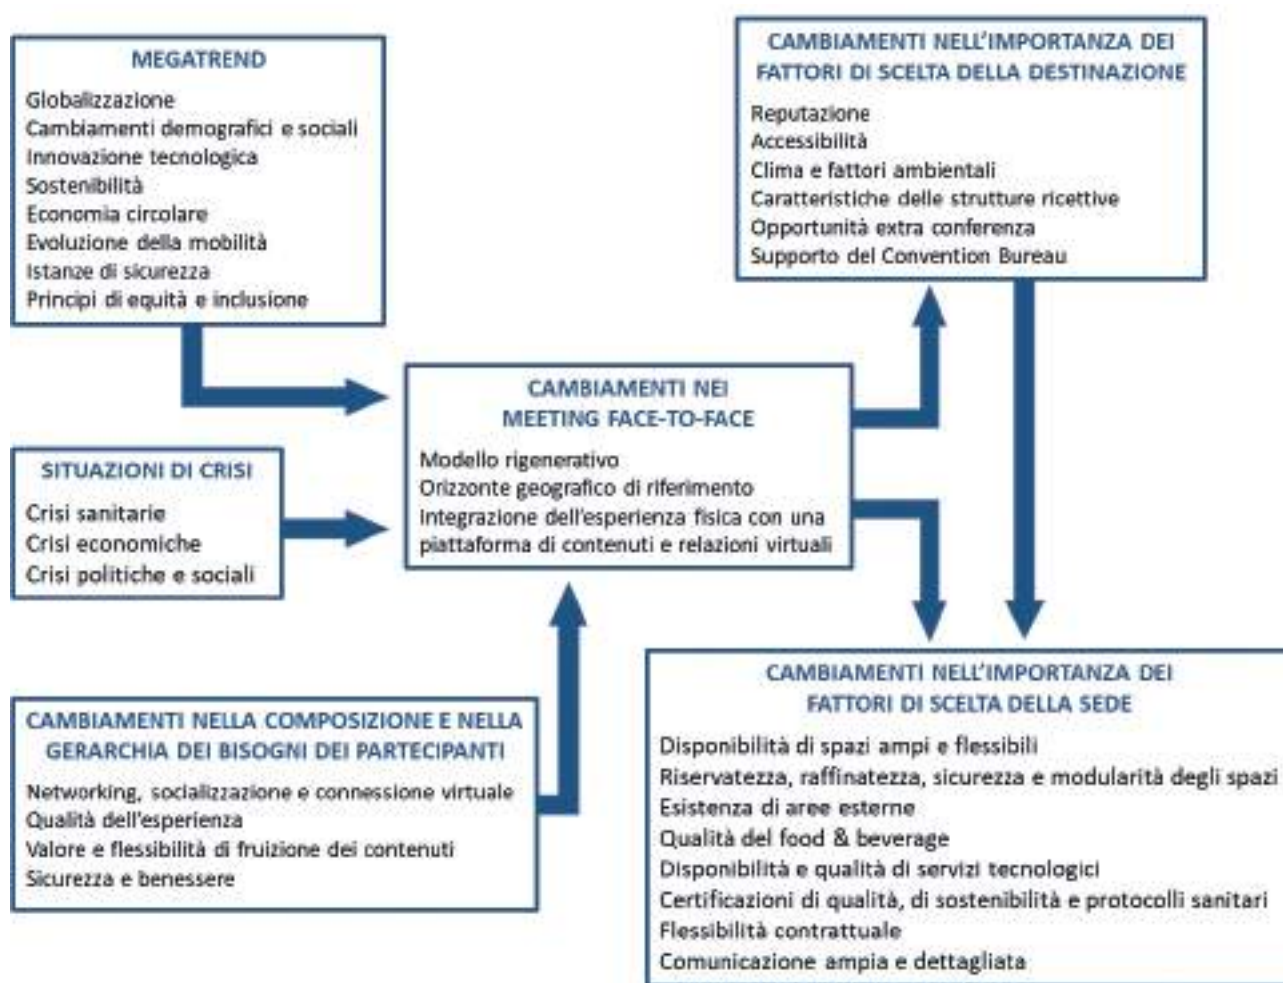 MEGATREND
Globalizzazione
Cambiamenti demografici e sociali
Innovazione tecnologica
Sostenibilità
Economia circolare
Evoluzione della mobilità
Istanze di sicurezza
Principi di equità e inclusione
SITUAZIONI DI CRISI
Crisi sanitarie
Crisi economiche
Crisi politiche e sociali
CAMBIAMENTI NELLA COMPOSIZIONE E NELLA
GERARCHIA DEI BISOGNI DEI PARTECIPANTI
Networking, socializzazione e connessione virtuale
Qualità dell'esperienza
Valore e flessibilità di fruizione dei contenuti
Sicurezza e benessere
CAMBIAMENTI NEI
MEETING FACE-TO-FACE
Modello rigenerativo
Orizzonte geografico di riferimento
Integrazione dell'esperienza fisica con una
piattaforma di contenuti e relazioni virtuali
CAMBIAMENTI NELL'IMPORTANZA DEI
FATTORI DI SCELTA DELLA DESTINAZIONE
Reputazione
Accessibilità
Clima e fattori ambientali
Caratteristiche delle strutture ricettive
Opportunità extra conferenza
Supporto del Convention Bureau
CAMBIAMENTI NELL'IMPORTANZA DEI
FATTORI DI SCELTA DELLA SEDE
Disponibilità di spazi ampi e flessibili
Riservatezza, raffinatezza, sicurezza e modularità degli spazi
Esistenza di aree esterne
Qualità del food & beverage
Disponibilità e qualità di servizi tecnologici
Certificazioni di qualità, di sostenibilità e protocolli sanitari
Flessibilità contrattuale
Comunicazione ampia e dettagliata